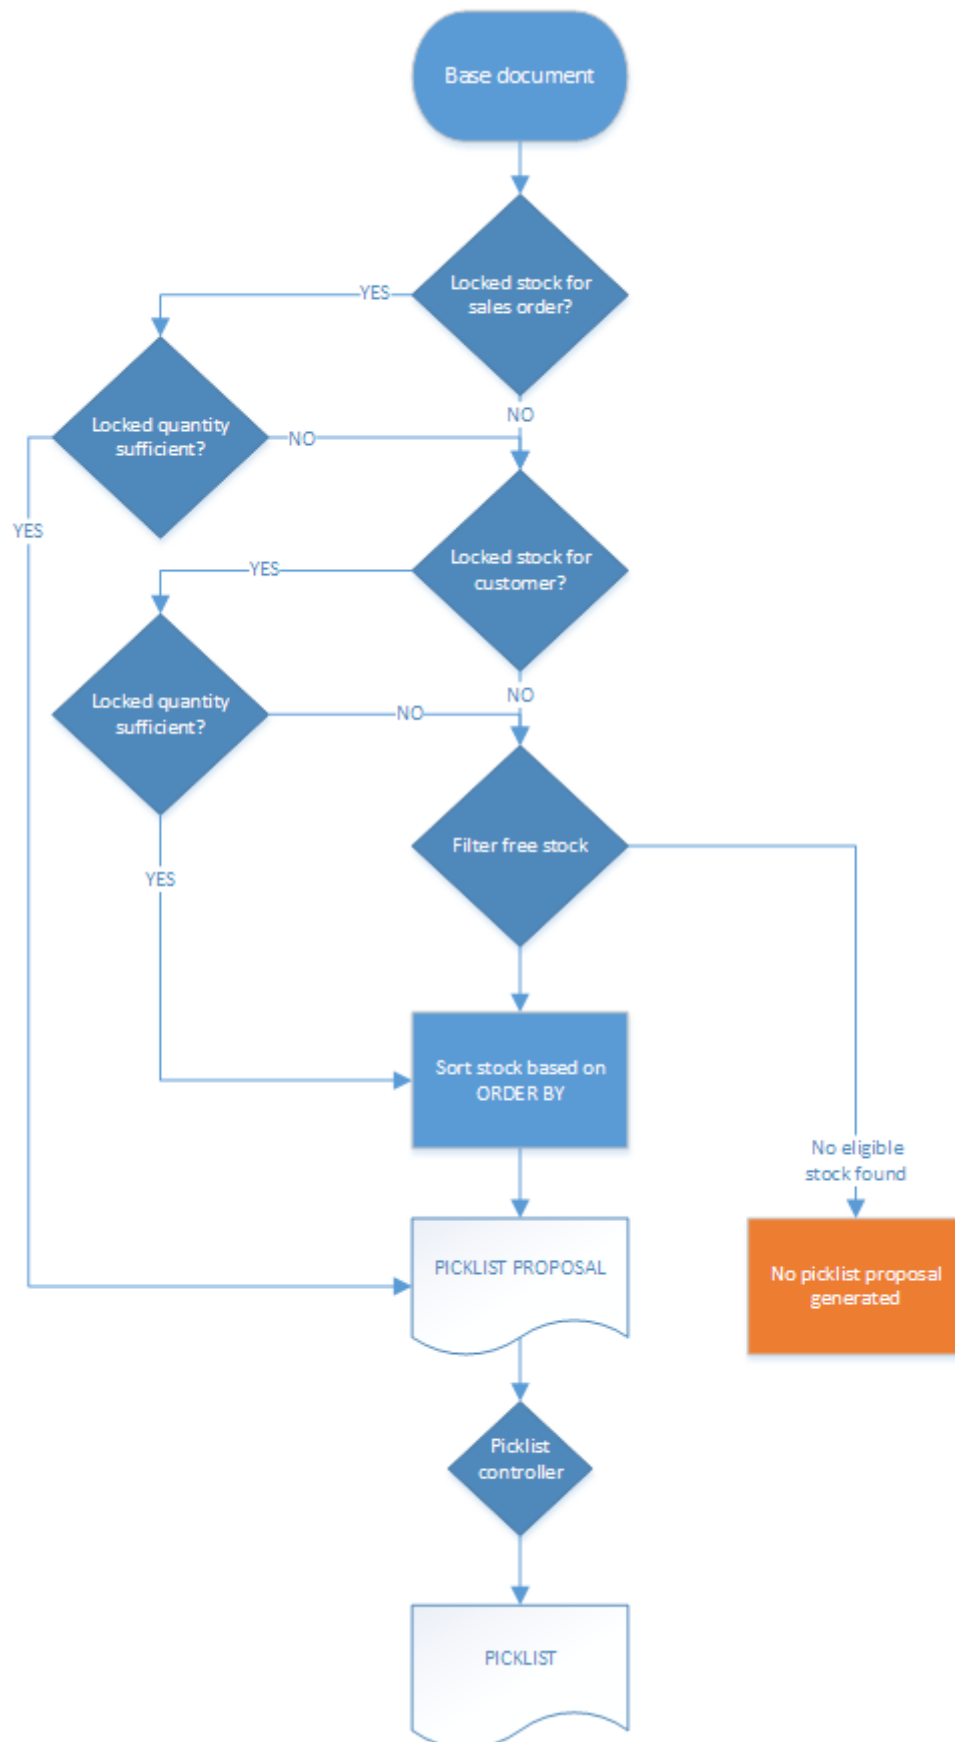 Base document
Locked stock for
sales order?
YES
NO
Locked quantity
sufficient?
NO
YES
Locked stock for
customer?
YES
NO
Locked quantity
sufficient?
NO
YES
Filter free stock
Sort stock based on
ORDER BY
No eligible
stock found
PICKLIST PROPOSAL
No picklist proposal
generated
Picklist
controller
PICKLIST